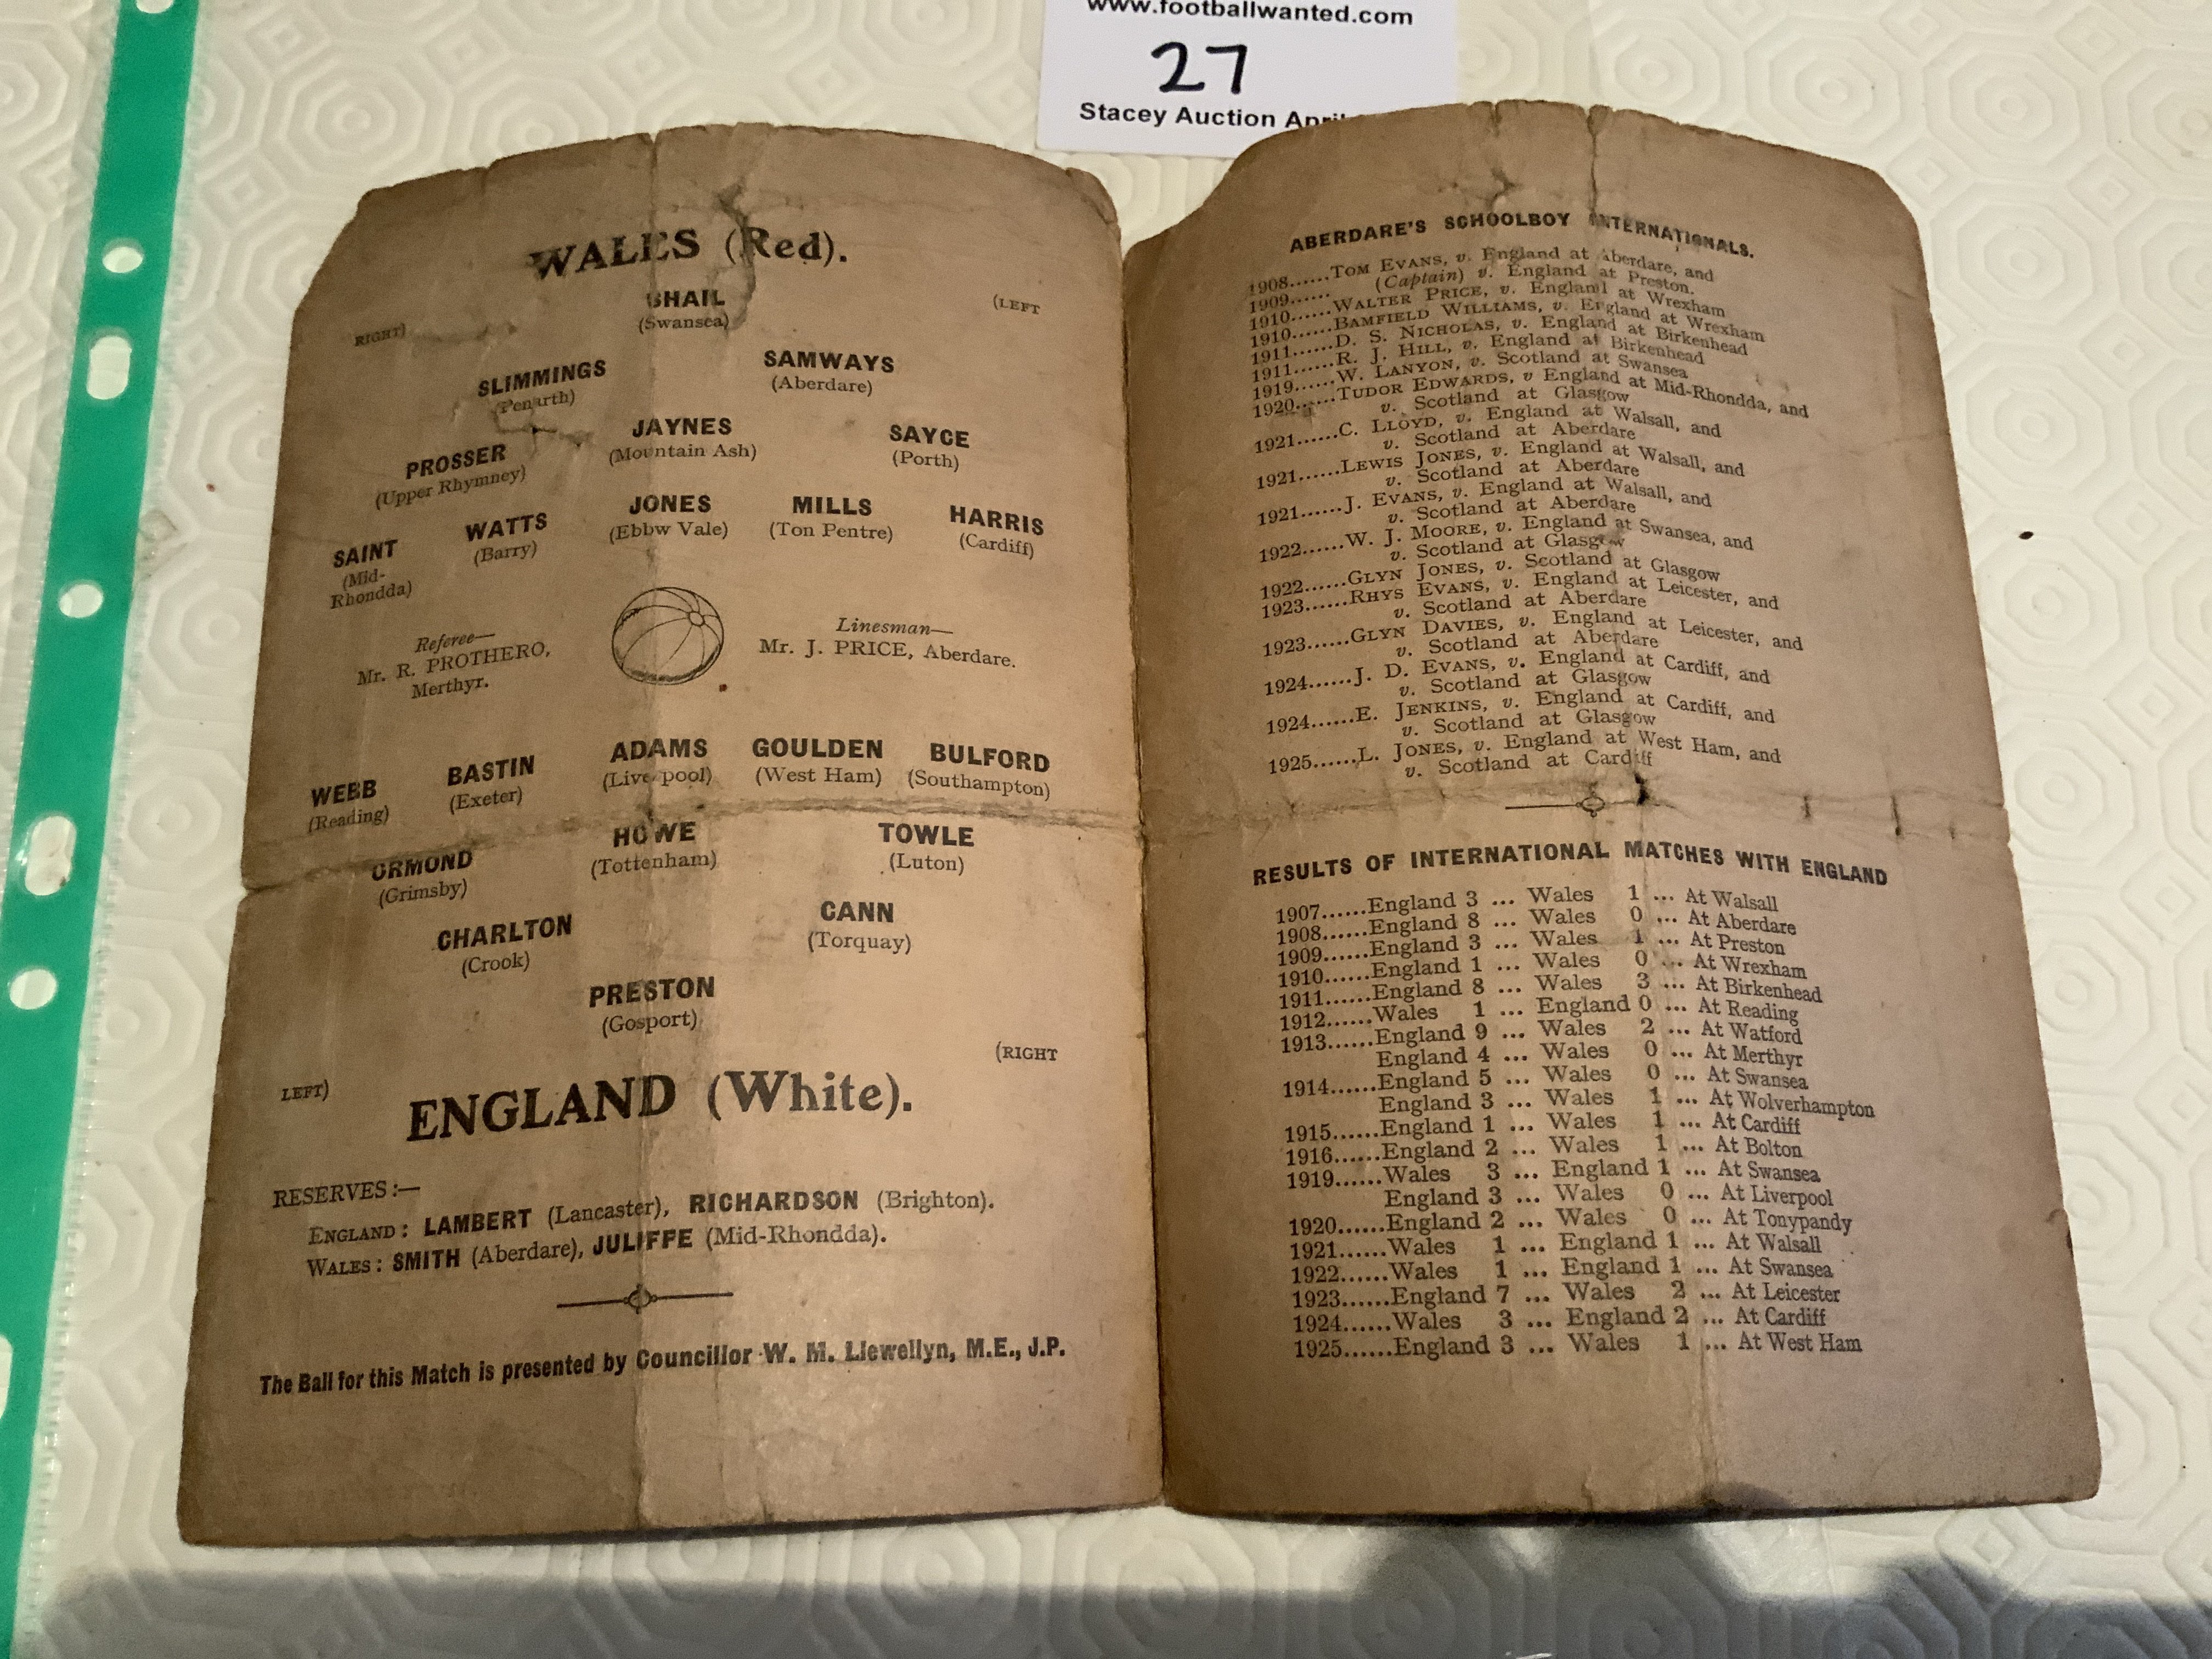 www.footballwanted.com
27
Stacey Auction April
WALES (Red).
SHAIL
(Swansea)
RIGHT)
(LEFT
SLIMMINGS
(Penarth)
SAMWAYS
(Aberdare)
PROSSER
(Upper Rhymney)
JAYNES
(Mountain Ash)
SAYCE
(Porth)
SAINT
(Mid-
Rhondda)
WATTS
(Barry)
JONES
(Ebbw Vale)
MILLS
(Ton Pentre)
HARRIS
(Cardiff)
Referee—
Mr. R. PROTHERO,
Merthyr.
Linesman—
Mr. J. PRICE, Aberdare.
WEBB
(Reading)
BASTIN
(Exeter)
ADAMS
(Liverpool)
GOULDEN
(West Ham)
BULFORD
(Southampton)
ORMOND
(Grimsby)
HOWE
(Tottenham)
TOWLE
(Luton)
CHARLTON
(Crook)
CANN
(Torquay)
PRESTON
(Gosport)
LEFT)
(RIGHT
ENGLAND (White).
RESERVES :—
ENGLAND : LAMBERT (Lancaster), RICHARDSON (Brighton).
WALES : SMITH (Aberdare), JULIFFE (Mid-Rhondda).
The Ball for this Match is presented by Councillor W. M. Llewellyn, M.E., J.P.
ABERDARE'S SCHOOLBOY INTERNATIONALS.
1908......TOM EVANS, v. England at Aberdare, and
1909...... (Captain) v. England at Preston.
1910......WALTER PRICE, v. England at Wrexham
1910......BAMFIELD WILLIAMS, v. England at Wrexham
1911......D. S. NICHOLAS, v. England at Birkenhead
1911......R. J. HILL, v. England at Birkenhead
1919......W. LANYON, v. Scotland at Swansea
1920......TUDOR EDWARDS, v England at Mid-Rhondda, and
v. Scotland at Glasgow
1921......C. LLOYD, v. England at Walsall, and
v. Scotland at Aberdare
1921......LEWIS JONES, v. England at Walsall, and
v. Scotland at Aberdare
1921......J. EVANS, v. England at Walsall, and
v. Scotland at Aberdare
1922......W. J. MOORE, v. England at Swansea, and
v. Scotland at Glasgow
1922......GLYN JONES, v. Scotland at Glasgow
1923......RHYS EVANS, v. England at Leicester, and
v. Scotland at Aberdare
1923......GLYN DAVIES, v. England at Leicester, and
v. Scotland at Aberdare
1924......J. D. EVANS, v. England at Cardiff, and
v. Scotland at Glasgow
1924......E. JENKINS, v. England at Cardiff, and
v. Scotland at Glasgow
1925......L. JONES, v. England at West Ham, and
v. Scotland at Cardiff
RESULTS OF INTERNATIONAL MATCHES WITH ENGLAND
1907......England 3 ... Wales 1 ... At Walsall
1908......England 8 ... Wales 0 ... At Aberdare
1909......England 3 ... Wales 1 ... At Preston
1910......England 1 ... Wales 0 ... At Wrexham
1911......England 8 ... Wales 3 ... At Birkenhead
1912......Wales 1 ... England 0 ... At Reading
1913......England 9 ... Wales 2 ... At Watford
England 4 ... Wales 0 ... At Merthyr
1914......England 5 ... Wales 0 ... At Swansea
England 3 ... Wales 1 ... At Wolverhampton
1915......England 1 ... Wales 1 ... At Cardiff
1916......England 2 ... Wales 1 ... At Bolton
1919......Wales 3 ... England 1 ... At Swansea
England 3 ... Wales 0 ... At Liverpool
1920......England 2 ... Wales 0 ... At Tonypandy
1921......Wales 1 ... England 1 ... At Walsall
1922......Wales 1 ... England 1 ... At Swansea
1923......England 7 ... Wales 2 ... At Leicester
1924......Wales 3 ... England 2 ... At Cardiff
1925......England 3 ... Wales 1 ... At West Ham